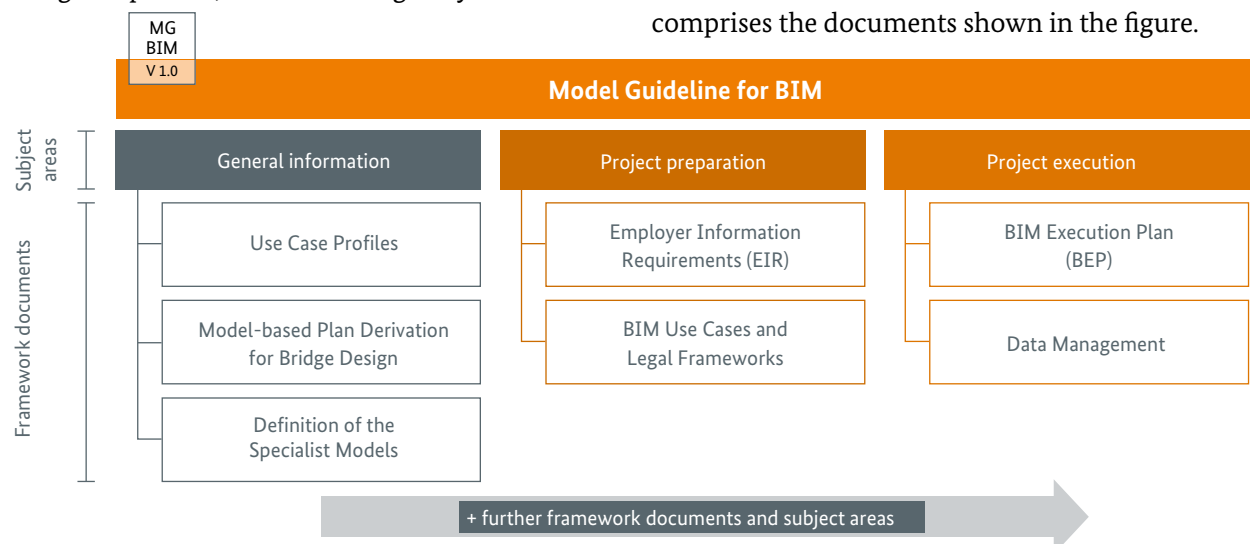 comprises the documents shown in the figure.
MG
BIM
V 1.0
Model Guideline for BIM
Subject
areas
General information
Project preparation
Project execution
Framework documents
Use Case Profiles
Employer Information
Requirements (EIR)
BIM Execution Plan
(BEP)
Model-based Plan Derivation
for Bridge Design
BIM Use Cases and
Legal Frameworks
Data Management
Definition of the
Specialist Models
+ further framework documents and subject areas